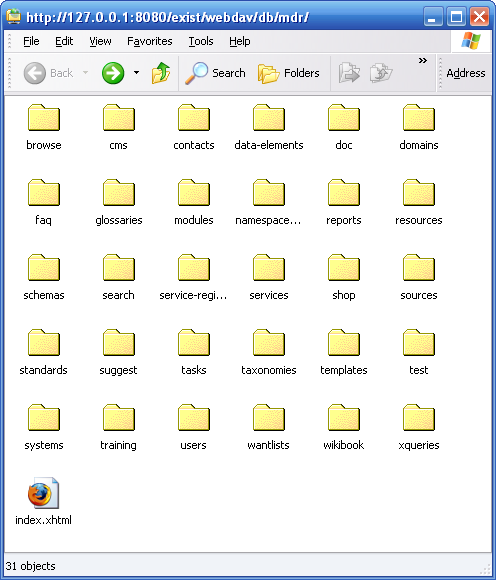 http://127.0.0.1:8080/exist/webdav/db/mdr/
File Edit View Favorites Tools Help
Back Search Folders » Address
browse cms contacts data-elements doc domains
faq glossaries modules namespace... reports resources
schemas search service-regi... services shop sources
standards suggest tasks taxonomies templates test
systems training users wantlists wikibook xqueries
index.xhtml
31 objects